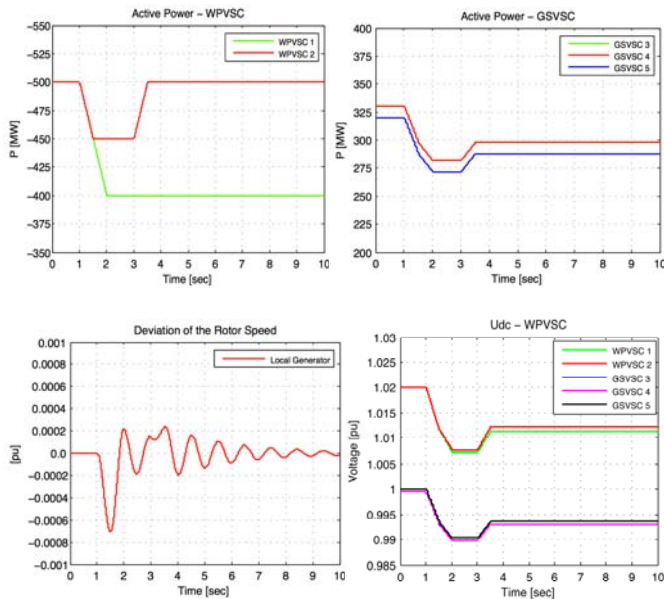 Active Power – WPVSC
-550
-525
-500
-475
-450
-425
-400
-375
-350
P [MW]
0 1 2 3 4 5 6 7 8 9 10
Time [sec]
WPVSC 1
WPVSC 2
Active Power – GSVSC
400
375
350
325
300
275
250
225
200
P [MW]
0 1 2 3 4 5 6 7 8 9 10
Time [sec]
GSVSC 3
GSVSC 4
GSVSC 5
Deviation of the Rotor Speed
0.001
0.0008
0.0006
0.0004
0.0002
0.0
-0.0002
-0.0004
-0.0006
-0.0008
-0.001
[pu]
0 1 2 3 4 5 6 7 8 9 10
Time [sec]
Local Generator
Udc – WPVSC
1.03
1.025
1.02
1.015
1.01
1.005
1
0.995
0.99
0.985
Voltage [pu]
0 1 2 3 4 5 6 7 8 9 10
Time [sec]
WPVSC 1
WPVSC 2
GSVSC 3
GSVSC 4
GSVSC 5